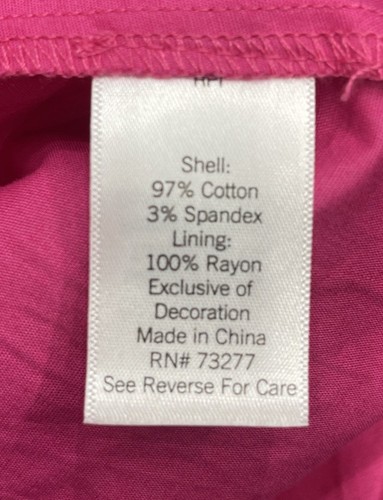 Shell:
97% Cotton
3% Spandex
Lining:
100% Rayon
Exclusive of
Decoration
Made in China
RN# 73277
See Reverse For Care